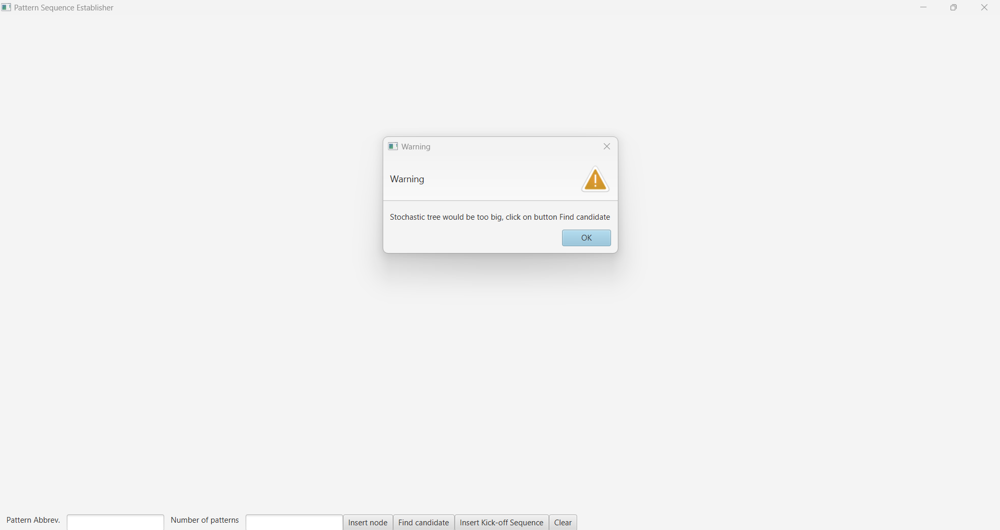 Pattern Sequence Establisher
Warning
Warning
Stochastic tree would be too big, click on button Find candidate
OK
Pattern Abbrev. Number of patterns Insert node Find candidate Insert Kick-off Sequence Clear